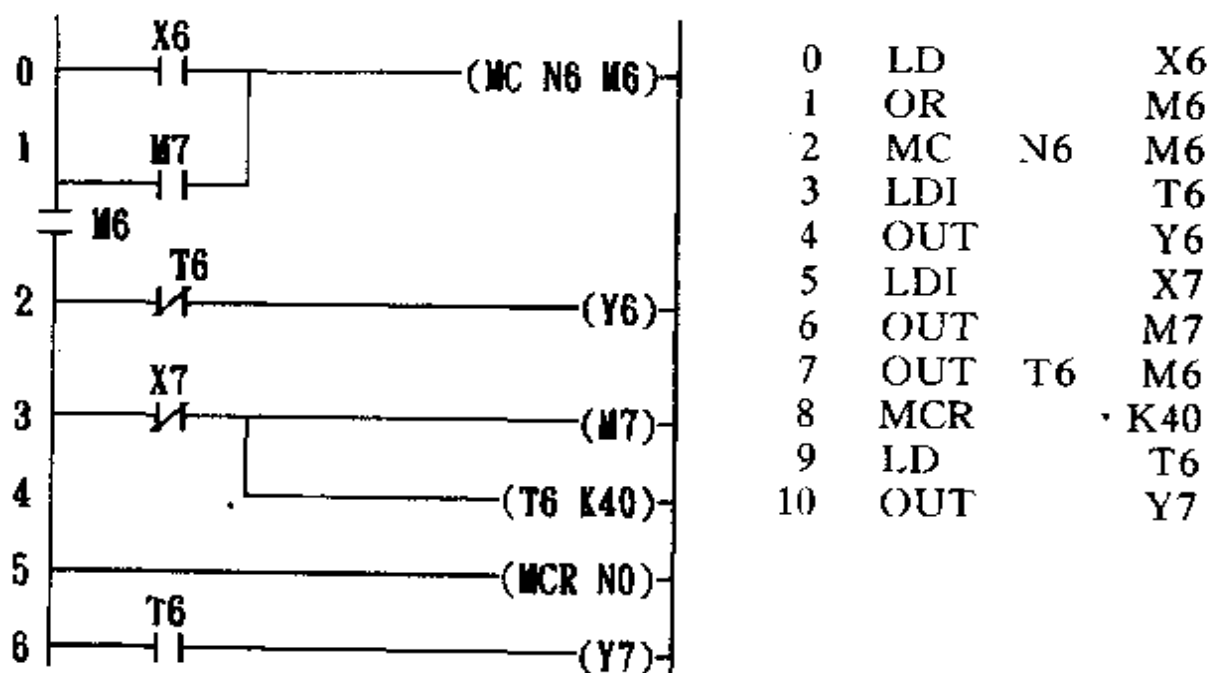 X6
0 (MC N6 M6)
1 M7
M6
T6
2 (Y6)
X7
3 (M7)
4 (T6 K40)
5 (MCR N0)
T6
6 (Y7)
0 LD X6
1 OR M6
2 MC N6 M6
3 LDI T6
4 OUT Y6
5 LDI X7
6 OUT M7
7 OUT T6 M6
8 MCR K40
9 LD T6
10 OUT Y7